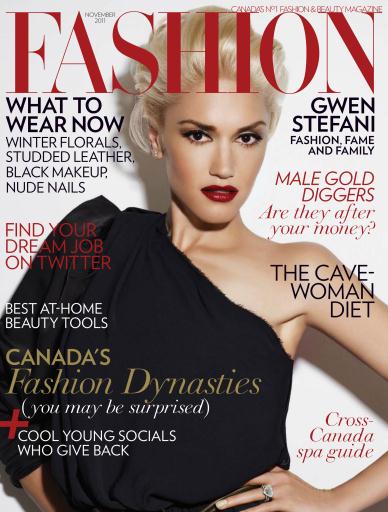 CANADA'S Nº1 FASHION & BEAUTY MAGAZINE
FASHION
NOVEMBER
2011
WHAT TO
WEAR NOW
WINTER FLORALS,
STUDDED LEATHER,
BLACK MAKEUP,
NUDE NAILS
FIND YOUR
DREAM JOB
ON TWITTER
BEST AT-HOME
BEAUTY TOOLS
CANADA'S
Fashion Dynasties
(you may be surprised)
+
COOL YOUNG SOCIALS
WHO GIVE BACK
GWEN
STEFANI
FASHION, FAME
AND FAMILY
MALE GOLD
DIGGERS
Are they after
your money?
THE CAVE-
WOMAN
DIET
Cross-
Canada
spa guide